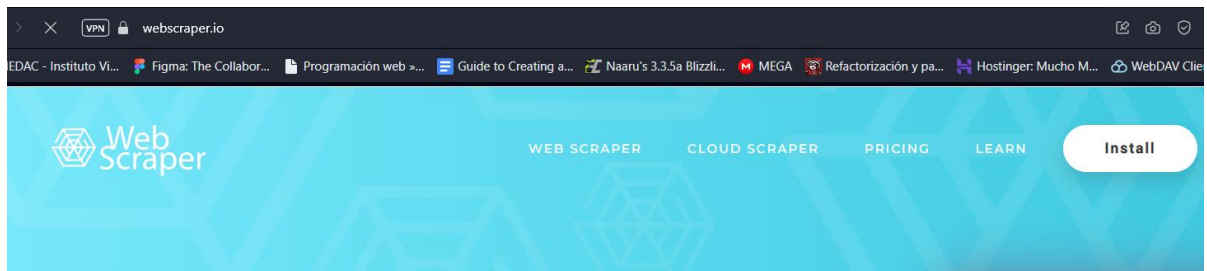 VPN webscraper.io
IEDAC - Instituto Vi... Figma: The Collabor... Programación web »... Guide to Creating a... Naaru's 3.3.5a Blizzli... MEGA Refactorización y pa... Hostinger: Mucho M... WebDAV Clie
Web
Scraper
WEB SCRAPER CLOUD SCRAPER PRICING LEARN Install